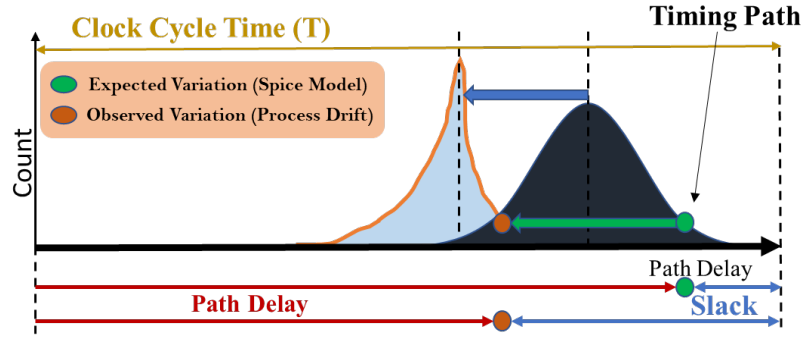 Timing Path
Clock Cycle Time (T)
Expected Variation (Spice Model)
Observed Variation (Process Drift)
Count
Path Delay
Path Delay
Slack